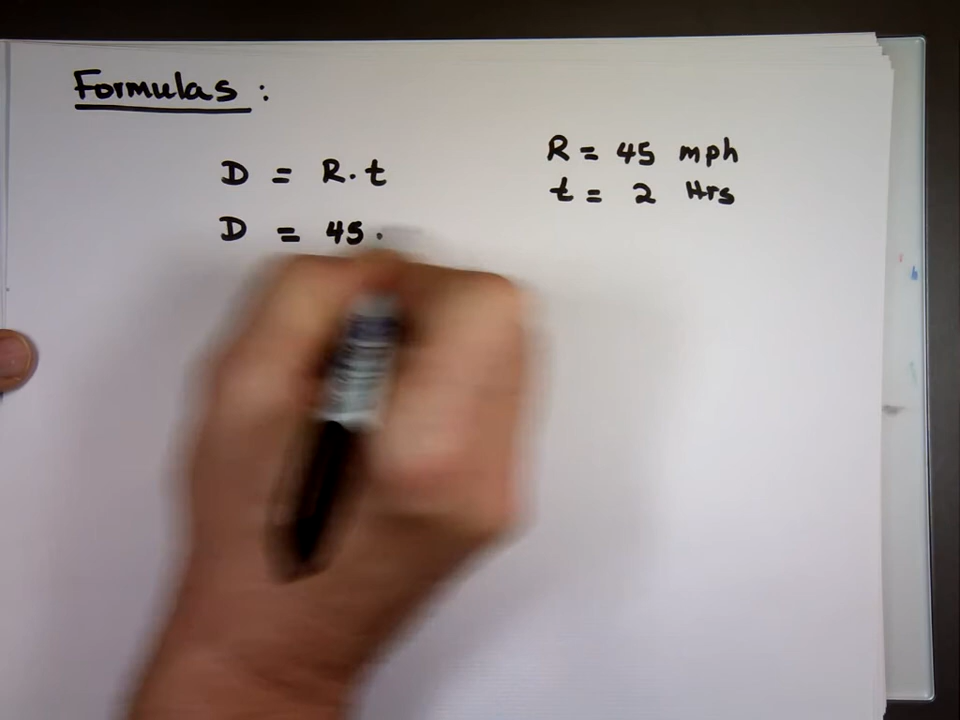 Formulas :
D = R. t
D = 45 .
R = 45 mph
t = 2 Hrs